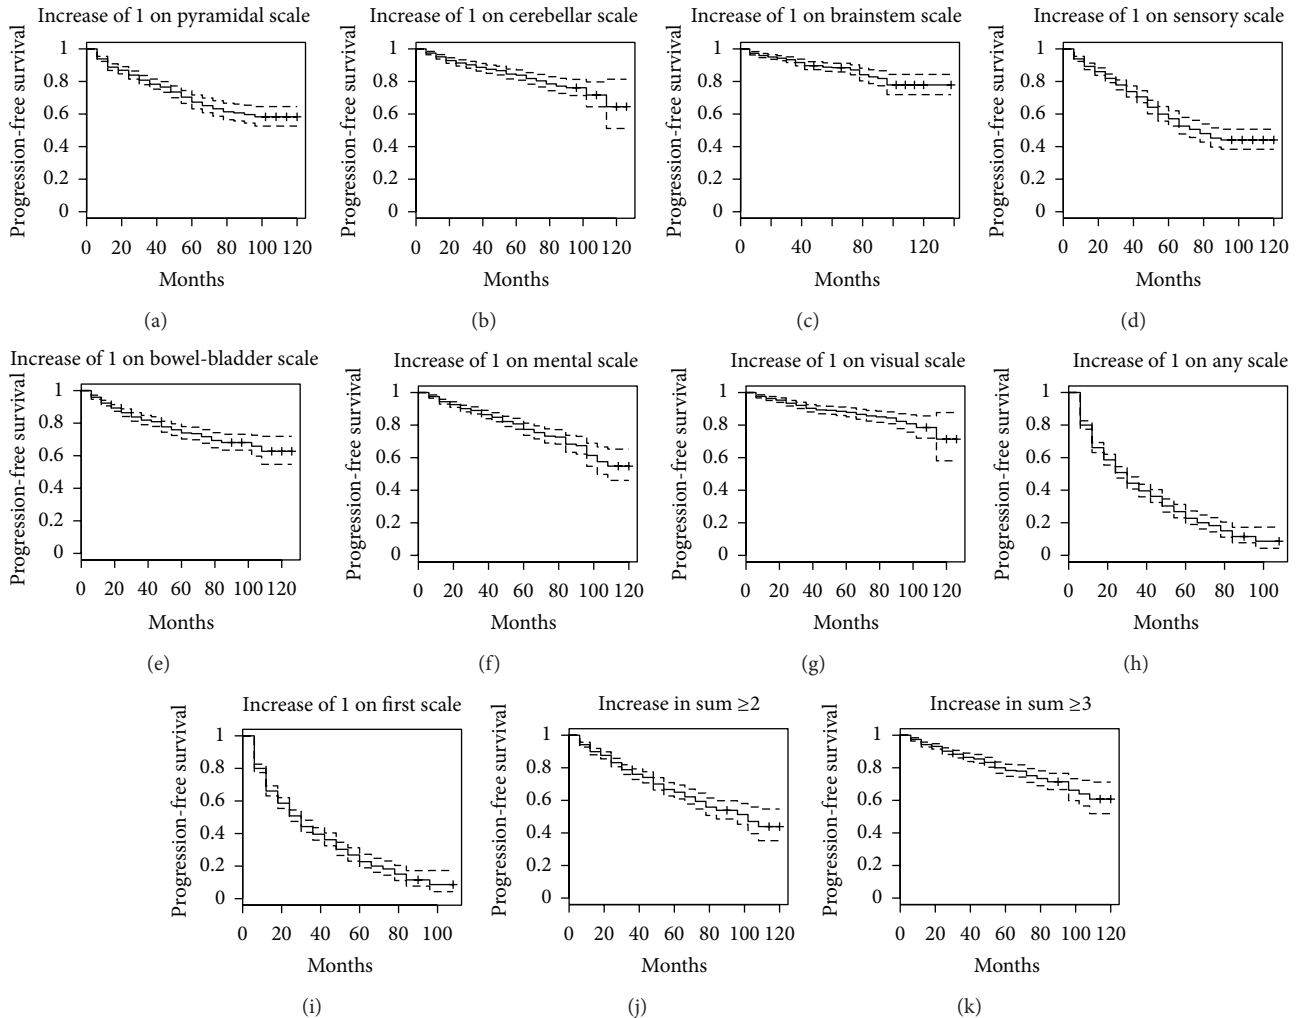 Increase of 1 on pyramidal scale
Progression-free survival
1
0.8
0.6
0.4
0.2
0
0 20 40 60 80 100 120
Months
(a)
Increase of 1 on cerebellar scale
Progression-free survival
1
0.8
0.6
0.4
0.2
0
0 20 40 60 80 100 120
Months
(b)
Increase of 1 on brainstem scale
Progression-free survival
1
0.8
0.6
0.4
0.2
0
0 20 40 60 80 120
Months
(c)
Increase of 1 on sensory scale
Progression-free survival
1
0.8
0.6
0.4
0.2
0
0 20 40 60 80 100 120
Months
(d)
Increase of 1 on bowel-bladder scale
Progression-free survival
1
0.8
0.6
0.4
0.2
0
0 20 40 60 80 100 120
Months
(e)
Increase of 1 on mental scale
Progression-free survival
1
0.8
0.6
0.4
0.2
0
0 20 40 60 80 100 120
Months
(f)
Increase of 1 on visual scale
Progression-free survival
1
0.8
0.6
0.4
0.2
0
0 20 40 60 80 100 120
Months
(g)
Increase of 1 on any scale
Progression-free survival
1
0.8
0.6
0.4
0.2
0
0 20 40 60 80 100
Months
(h)
Increase of 1 on first scale
Progression-free survival
1
0.8
0.6
0.4
0.2
0
0 20 40 60 80 100
Months
(i)
Increase in sum ≥2
Progression-free survival
1
0.8
0.6
0.4
0.2
0
0 20 40 60 80 100 120
Months
(j)
Increase in sum ≥3
Progression-free survival
1
0.8
0.6
0.4
0.2
0
0 20 40 60 80 100 120
Months
(k)